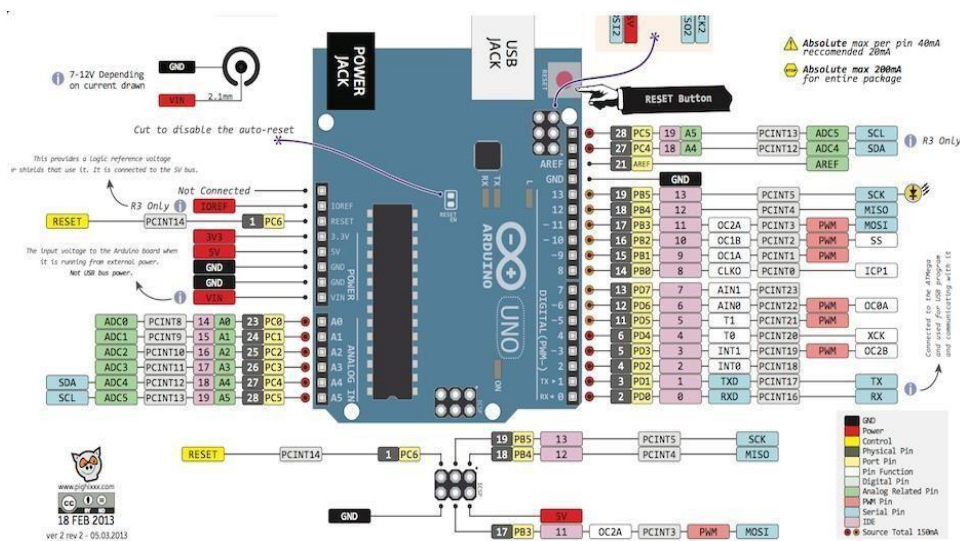 GND
VIN
2.1mm
7-12V Depending
on current drawn
POWER
JACK
USB
JACK
RESET
RESET Button
Absolute max per pin 40mA
reccomended 20mA
Absolute max 200mA
for entire package
Cut to disable the auto-reset
This provides a logic reference voltage
r shields that use it. It is connected to the 5V bus.
Not Connected
R3 Only IOREF
RESET PCINT14 1 PC6
3V3
5V
GND
GND
VIN
The input voltage to the Arduino board when
it is running from external power.
Not USB bus power.
IOREF
RESET
3.3V
5V
GND
GND
VIN
POWER
RESET
EN
ADC0 PCINT8 14 A0 23 PC0
ADC1 PCINT9 15 A1 24 PC1
ADC2 PCINT10 16 A2 25 PC2
ADC3 PCINT11 17 A3 26 PC3
SDA ADC4 PCINT12 18 A4 27 PC4
SCL ADC5 PCINT13 19 A5 28 PC5
A0
A1
A2
A3
A4
A5
ANALOG IN
RX TX L
ARDUINO
UNO
ON
ICSP
DIGITAL (PWM~)
AREF
GND
13
12
~11
~10
~9
8
7
~6
~5
4
~3
2
TX 1
RX 0
28 PC5 19 A5 PCINT13 ADC5 SCL R3 Only
27 PC4 18 A4 PCINT12 ADC4 SDA
21 AREF AREF
GND
19 PB5 13 PCINT5 SCK
18 PB4 12 PCINT4 MISO
17 PB3 11 OC2A PCINT3 PWM MOSI
16 PB2 10 OC1B PCINT2 PWM SS
15 PB1 9 OC1A PCINT1 PWM
14 PB0 8 CLKO PCINT0 ICP1
13 PD7 7 AIN1 PCINT23
12 PD6 6 AIN0 PCINT22 PWM OC0A
11 PD5 5 T1 PCINT21 PWM
6 PD4 4 T0 PCINT20 XCK
5 PD3 3 INT1 PCINT19 PWM OC2B
4 PD2 2 INT0 PCINT18
3 PD1 1 TXD PCINT17 TX
2 PD0 0 RXD PCINT16 RX
Connected to the ATMega
and used for USB program
and communicating with it
19 PB5 13 PCINT5 SCK
18 PB4 12 PCINT4 MISO
RESET PCINT14 1 PC6
ICSP
GND
5V
17 PB3 11 OC2A PCINT3 PWM MOSI
GND
Power
Control
Physical Pin
Port Pin
Pin Function
Digital Pin
Analog Related Pin
PWM Pin
Serial Pin
IDE
Source Total 150mA
www.pighixxx.com
cc
BY ND
18 FEB 2013
ver 2 rev 2 - 05.03.2013